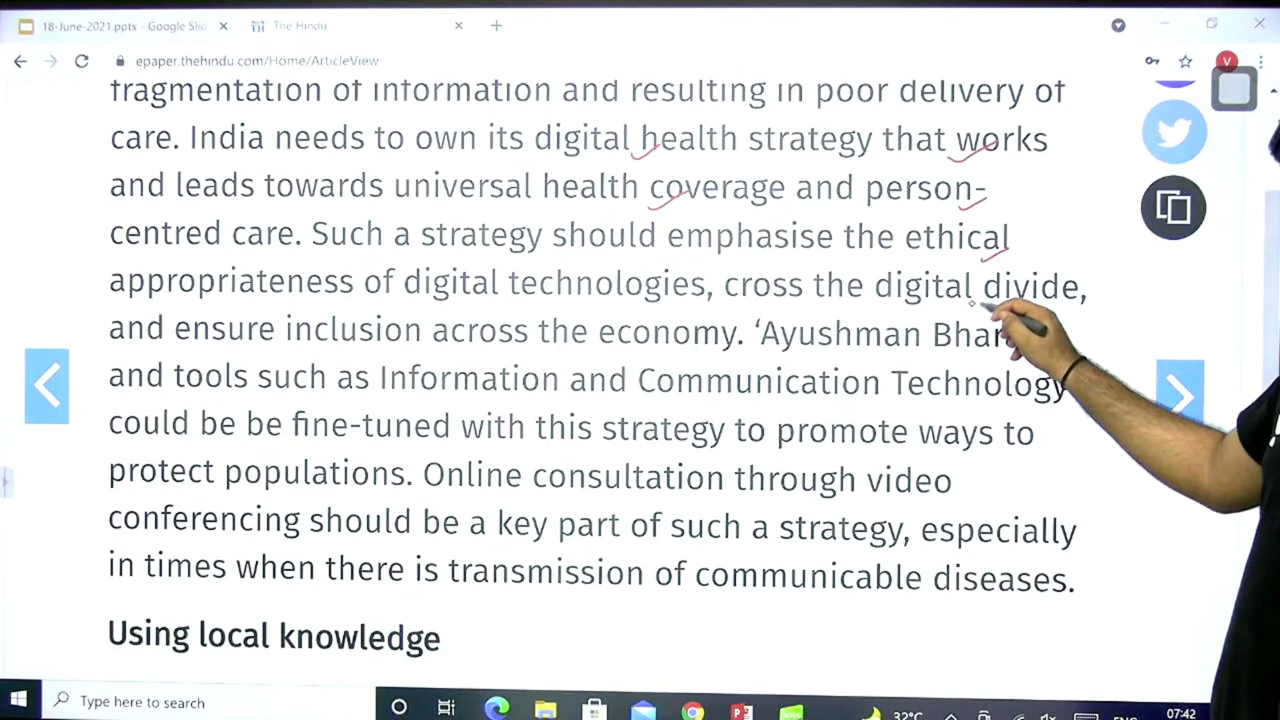 18-June-2021.pptx - Google Slid
The Hindu
epaper.thehindu.com/Home/ArticleView
V
fragmentation of information and resulting in poor delivery of
care. India needs to own its digital health strategy that works
and leads towards universal health coverage and person-
centred care. Such a strategy should emphasise the ethical
appropriateness of digital technologies, cross the digital divide,
and ensure inclusion across the economy. ‘Ayushman Bhar
and tools such as Information and Communication Technology
could be be fine-tuned with this strategy to promote ways to
protect populations. Online consultation through video
conferencing should be a key part of such a strategy, especially
in times when there is transmission of communicable diseases.
Using local knowledge
Type here to search
32°C
07:42